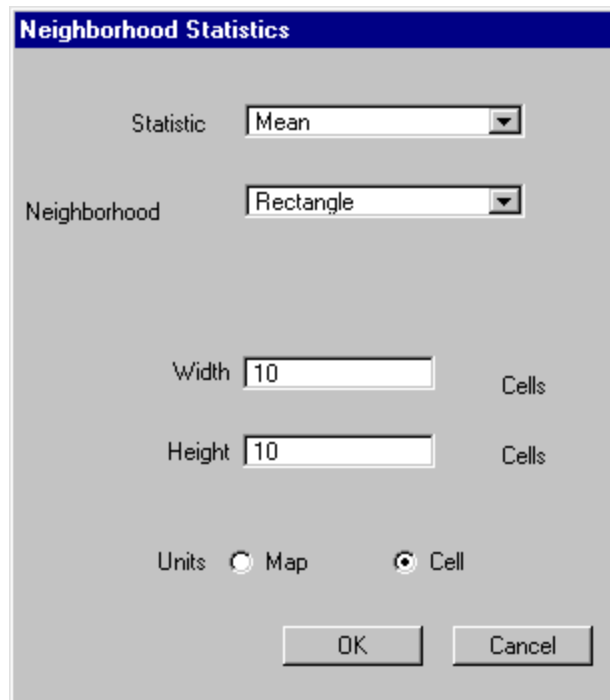 Neighborhood Statistics
Statistic Mean
Neighborhood Rectangle
Width 10 Cells
Height 10 Cells
Units Map Cell
OK Cancel